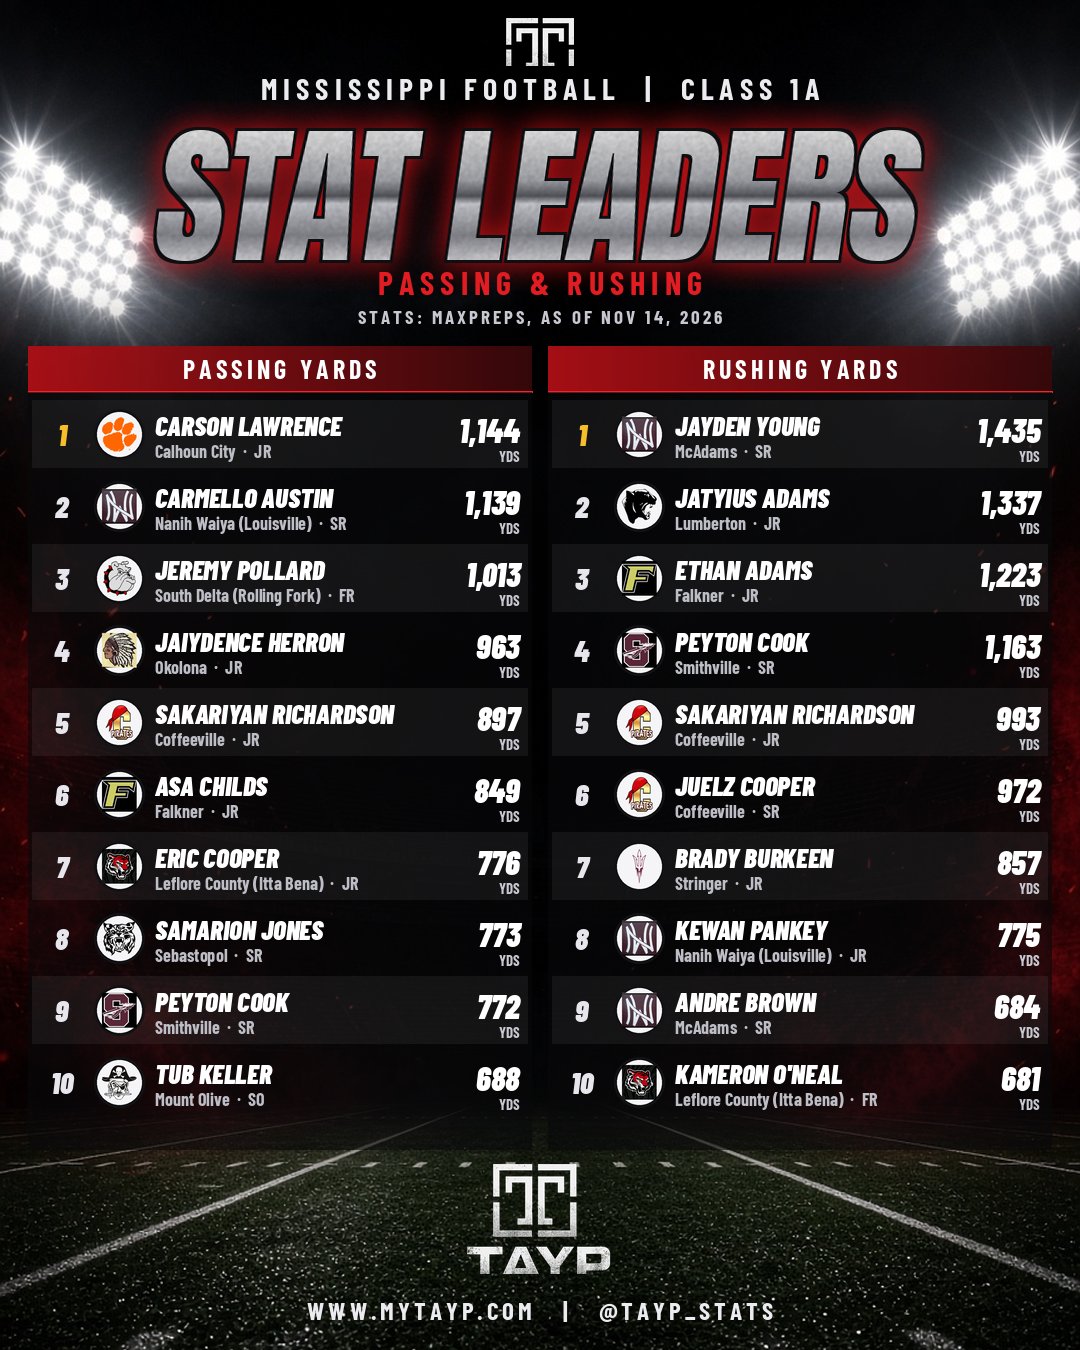 MISSISSIPPI FOOTBALL | CLASS 1A
STAT LEADERS
PASSING & RUSHING
STATS: MAXPREPS, AS OF NOV 14, 2026
PASSING YARDS
1 CARSON LAWRENCE 1,144
Calhoun City · JR YDS
2 CARMELLO AUSTIN 1,139
Nanih Waiya (Louisville) · SR YDS
3 JEREMY POLLARD 1,013
South Delta (Rolling Fork) · FR YDS
4 JAIYDENCE HERRON 963
Okolona · JR YDS
5 SAKARIYAN RICHARDSON 897
Coffeeville · JR YDS
6 ASA CHILDS 849
Falkner · JR YDS
7 ERIC COOPER 776
Leflore County (Itta Bena) · JR YDS
8 SAMARION JONES 773
Sebastopol · SR YDS
9 PEYTON COOK 772
Smithville · SR YDS
10 TUB KELLER 688
Mount Olive · SO YDS
RUSHING YARDS
1 JAYDEN YOUNG 1,435
McAdams · SR YDS
2 JATYIUS ADAMS 1,337
Lumberton · JR YDS
3 ETHAN ADAMS 1,223
Falkner · JR YDS
4 PEYTON COOK 1,163
Smithville · SR YDS
5 SAKARIYAN RICHARDSON 993
Coffeeville · JR YDS
6 JUELZ COOPER 972
Coffeeville · SR YDS
7 BRADY BURKEEN 857
Stringer · JR YDS
8 KEWAN PANKEY 775
Nanih Waiya (Louisville) · JR YDS
9 ANDRE BROWN 684
McAdams · SR YDS
10 KAMERON O'NEAL 681
Leflore County (Itta Bena) · FR YDS
TAYP
WWW.MYTAYP.COM | @TAYP_STATS